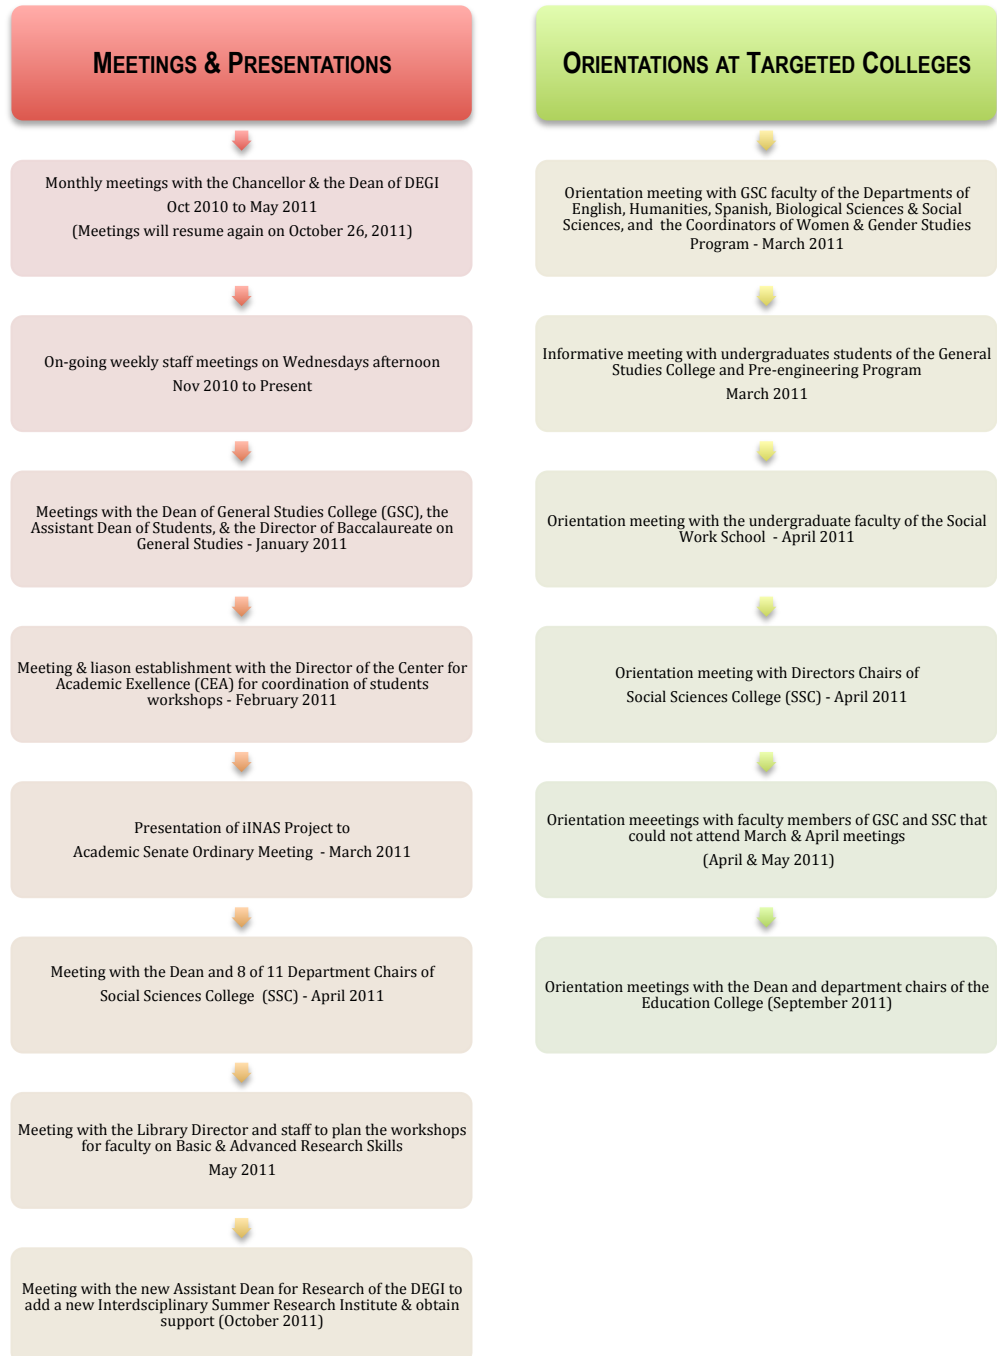 MEETINGS & PRESENTATIONS
Monthly meetings with the Chancellor & the Dean of DEGI
Oct 2010 to May 2011
(Meetings will resume again on October 26, 2011)
On-going weekly staff meetings on Wednesdays afternoon
Nov 2010 to Present
Meetings with the Dean of General Studies College (GSC), the
Assistant Dean of Students, & the Director of Baccalaureate on
General Studies - January 2011
Meeting & liason establishment with the Director of the Center for
Academic Exellence (CEA) for coordination of students
workshops - February 2011
Presentation of iINAS Project to
Academic Senate Ordinary Meeting - March 2011
Meeting with the Dean and 8 of 11 Department Chairs of
Social Sciences College (SSC) - April 2011
Meeting with the Library Director and staff to plan the workshops
for faculty on Basic & Advanced Research Skills
May 2011
Meeting with the new Assistant Dean for Research of the DEGI to
add a new Interdsciplinary Summer Research Institute & obtain
support (October 2011)
ORIENTATIONS AT TARGETED COLLEGES
Orientation meeting with GSC faculty of the Departments of
English, Humanities, Spanish, Biological Sciences & Social
Sciences, and the Coordinators of Women & Gender Studies
Program - March 2011
Informative meeting with undergraduates students of the General
Studies College and Pre-engineering Program
March 2011
Orientation meeting with the undergraduate faculty of the Social
Work School - April 2011
Orientation meeting with Directors Chairs of
Social Sciences College (SSC) - April 2011
Orientation meeetings with faculty members of GSC and SSC that
could not attend March & April meetings
(April & May 2011)
Orientation meetings with the Dean and department chairs of the
Education College (September 2011)